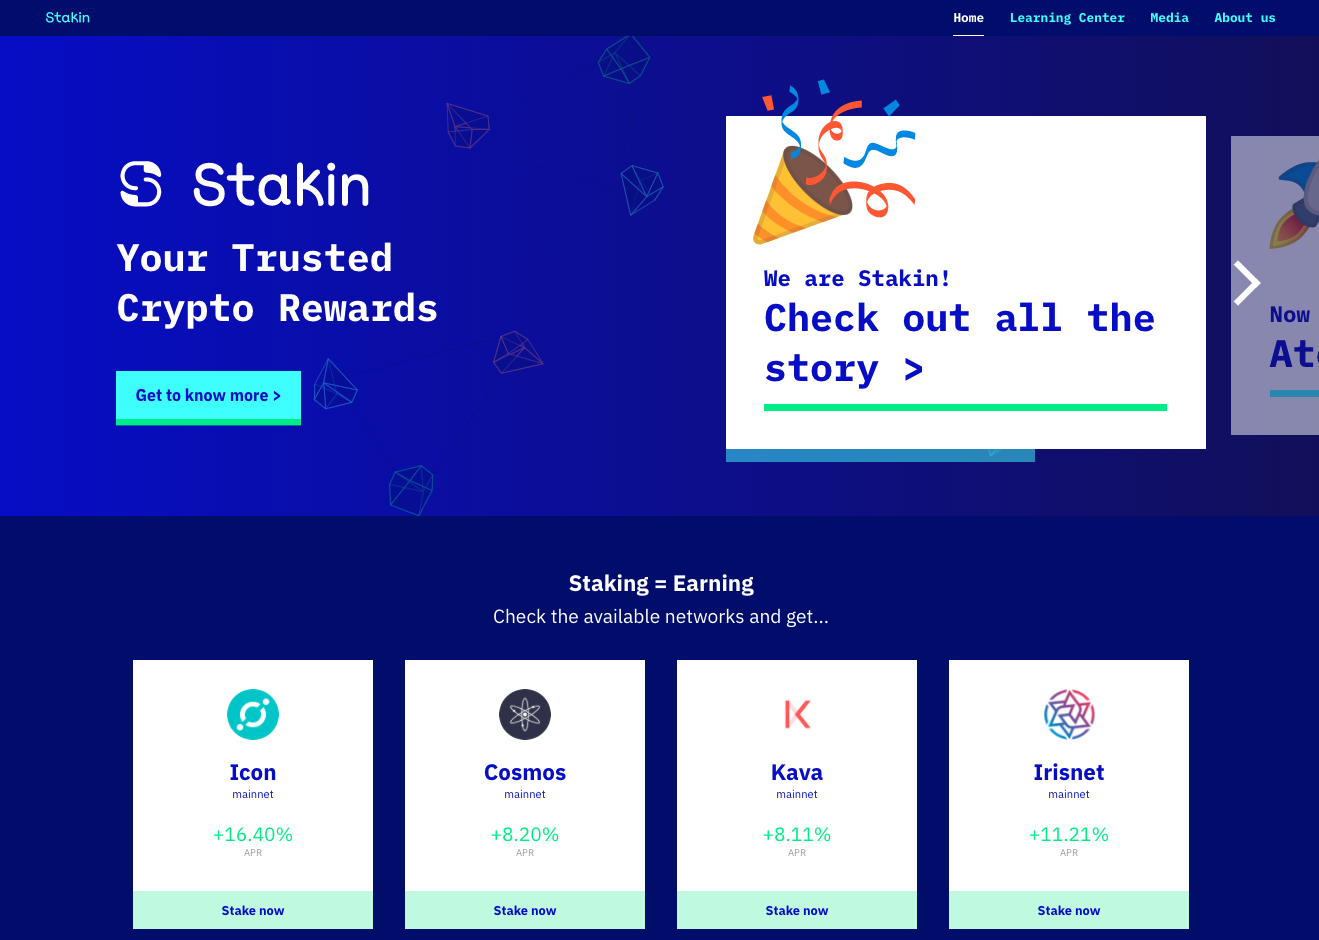 Stakin
Home Learning Center Media About us
Stakin
Your Trusted
Crypto Rewards
Get to know more >
We are Stakin!
Check out all the
story >
Now
Staking = Earning
Check the available networks and get...
Icon
mainnet
+16.40%
APR
Stake now
Cosmos
mainnet
+8.20%
APR
Stake now
Kava
mainnet
+8.11%
APR
Stake now
Irisnet
mainnet
+11.21%
APR
Stake now